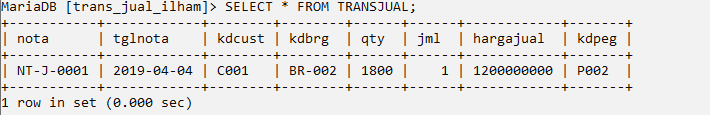 MariaDB [trans_jual_ilham]> SELECT * FROM TRANSJUAL;
+-----------+------------+--------+--------+------+------+------------+-------+
| nota      | tglnota    | kdcust | kdbrg  | qty  | jml  | hargajual  | kdpeg |
+-----------+------------+--------+--------+------+------+------------+-------+
| NT-J-0001 | 2019-04-04 | C001   | BR-002 | 1800 |    1 | 1200000000 | P002  |
+-----------+------------+--------+--------+------+------+------------+-------+
1 row in set (0.000 sec)